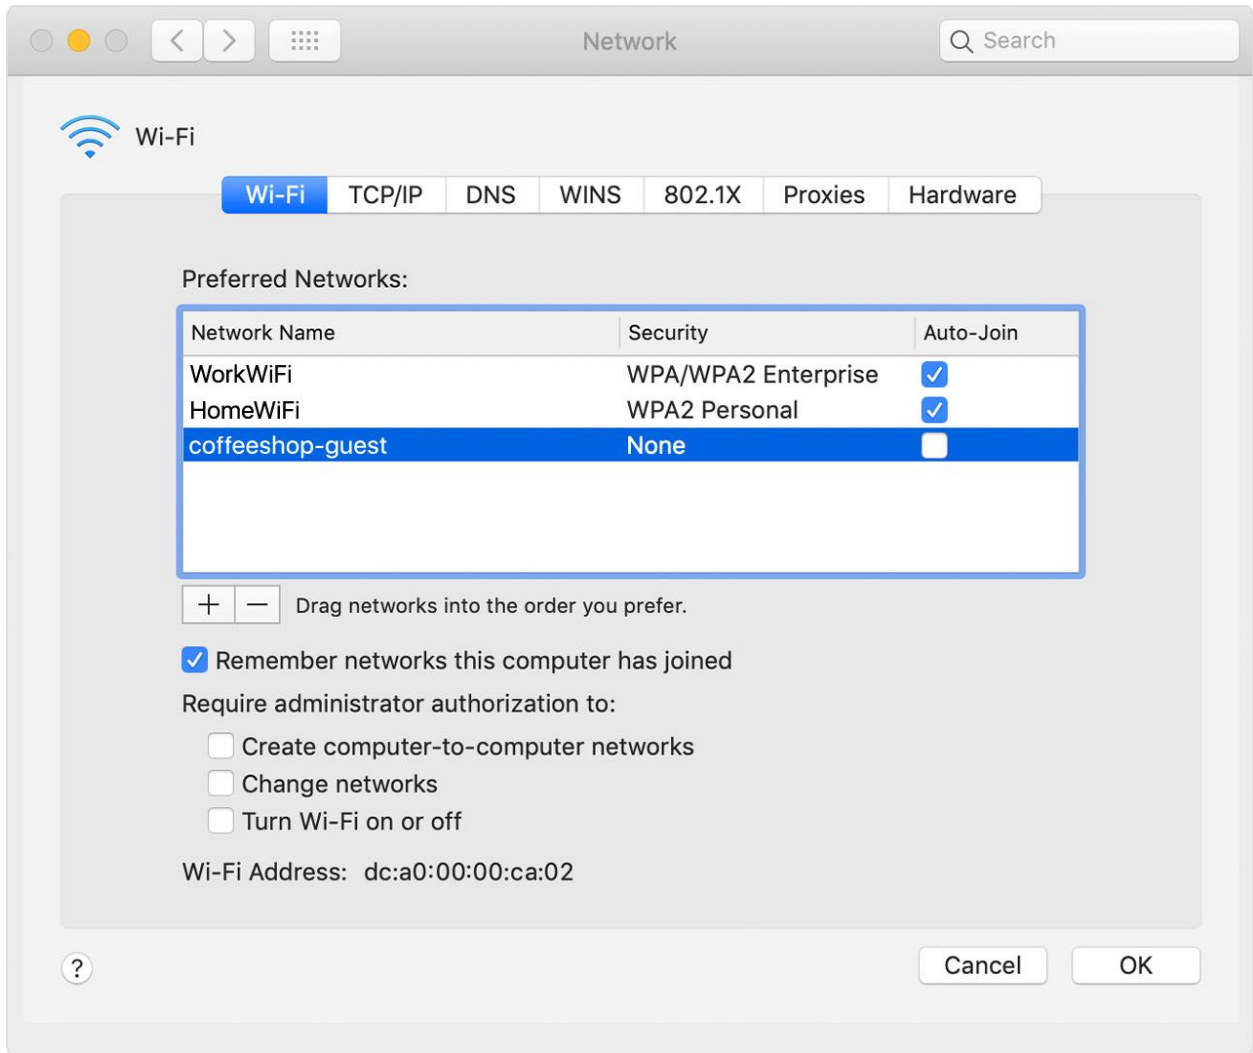 Network
Search
Wi-Fi
Wi-Fi TCP/IP DNS WINS 802.1X Proxies Hardware
Preferred Networks:
Network Name Security Auto-Join
WorkWiFi WPA/WPA2 Enterprise
HomeWiFi WPA2 Personal
coffeeshop-guest None
+ − Drag networks into the order you prefer.
Remember networks this computer has joined
Require administrator authorization to:
Create computer-to-computer networks
Change networks
Turn Wi-Fi on or off
Wi-Fi Address: dc:a0:00:00:ca:02
? Cancel OK